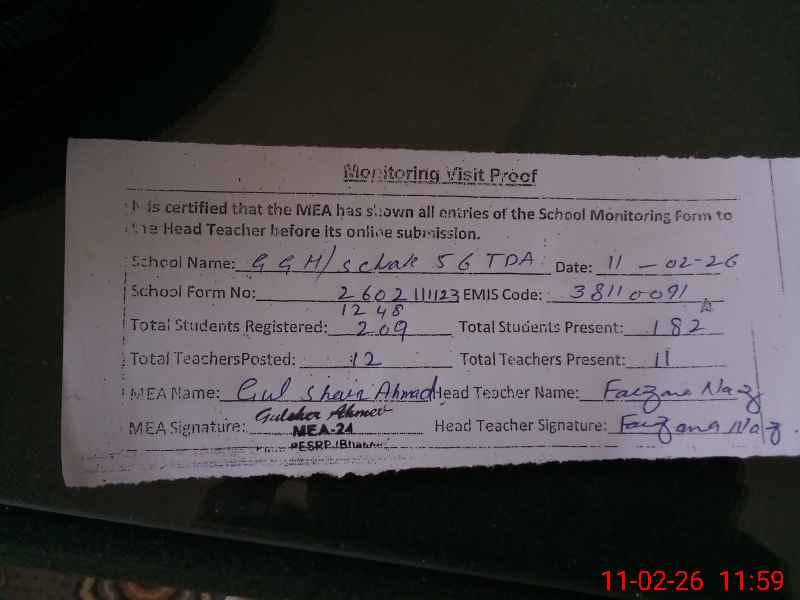 Monitoring Visit Proof
It is certified that the MEA has shown all entries of the School Monitoring Form to
the Head Teacher before its online submission.
School Name: GGH/S chak 56 TDA Date: 11-02-26
School Form No: 2602111123 EMIS Code: 38110091
1248
Total Students Registered: 209 Total Students Present: 182
Total TeachersPosted: 12 Total Teachers Present: 11
MEA Name: Gul Sher Ahmad Head Teacher Name: Faizana Naz
MEA Signature: Gulsher Ahmed Head Teacher Signature: Faizana Naz.
MEA-24
PESRP/Bhakkar
11-02-26 11:59